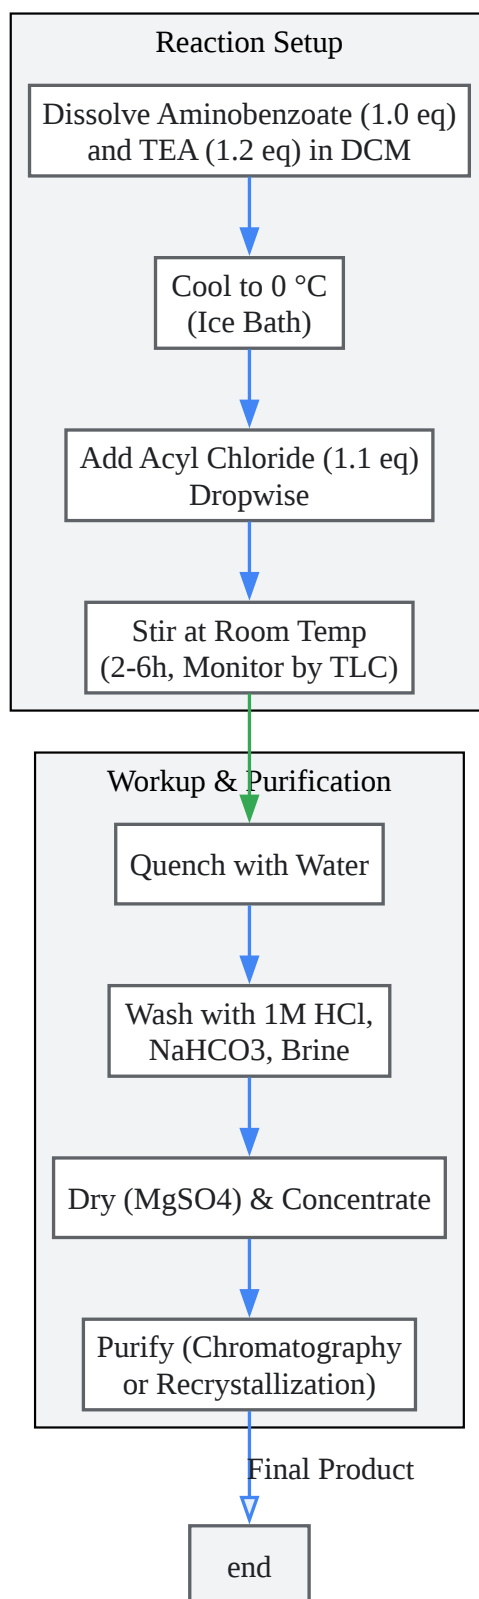 Reaction Setup
Dissolve Aminobenzoate (1.0 eq)
and TEA (1.2 eq) in DCM
Cool to 0 °C
(Ice Bath)
Add Acyl Chloride (1.1 eq)
Dropwise
Stir at Room Temp
(2-6h, Monitor by TLC)
Workup & Purification
Quench with Water
Wash with 1M HCl,
NaHCO3, Brine
Dry (MgSO4) & Concentrate
Purify (Chromatography
or Recrystallization)
Final Product
end